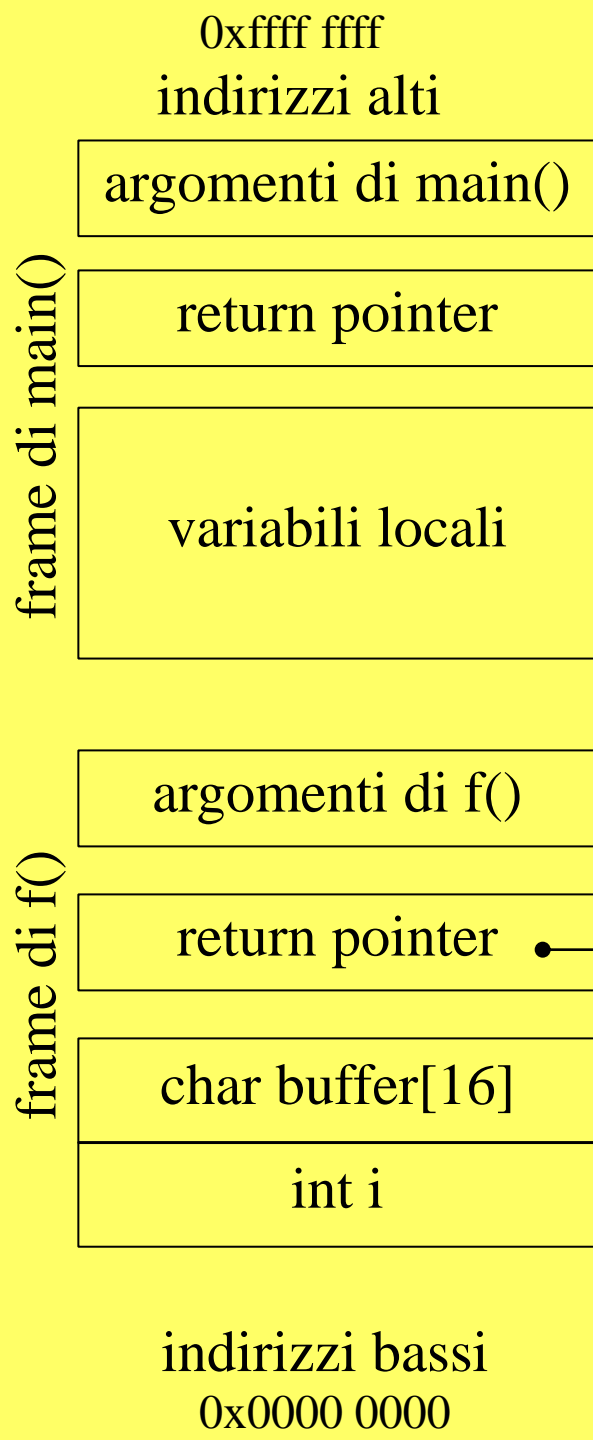 0xffff ffff
indirizzi alti
argomenti di main()
frame di main()
return pointer
variabili locali
argomenti di f()
frame di f()
return pointer
char buffer[16]
int i
indirizzi bassi
0x0000 0000